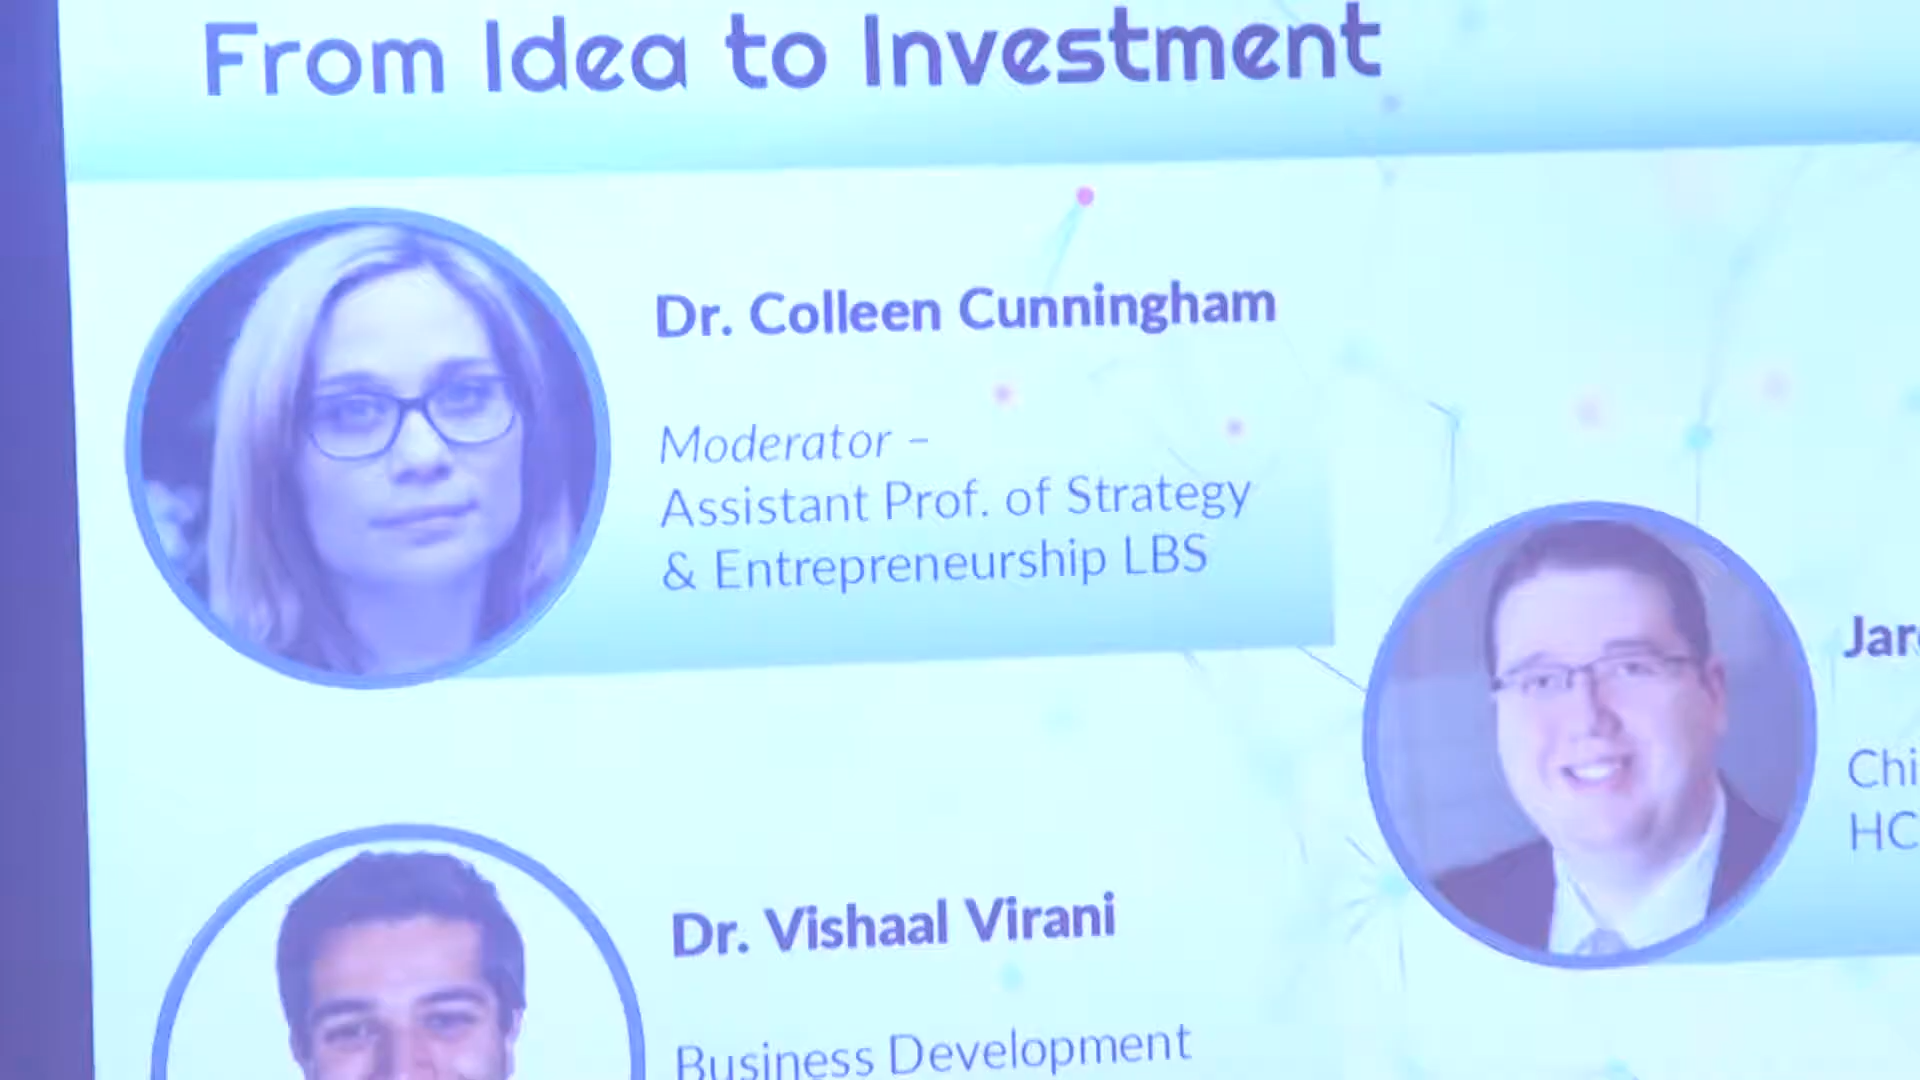 From Idea to Investment
Dr. Colleen Cunningham
Moderator –
Assistant Prof. of Strategy
& Entrepreneurship LBS
Dr. Vishaal Virani
Business Development